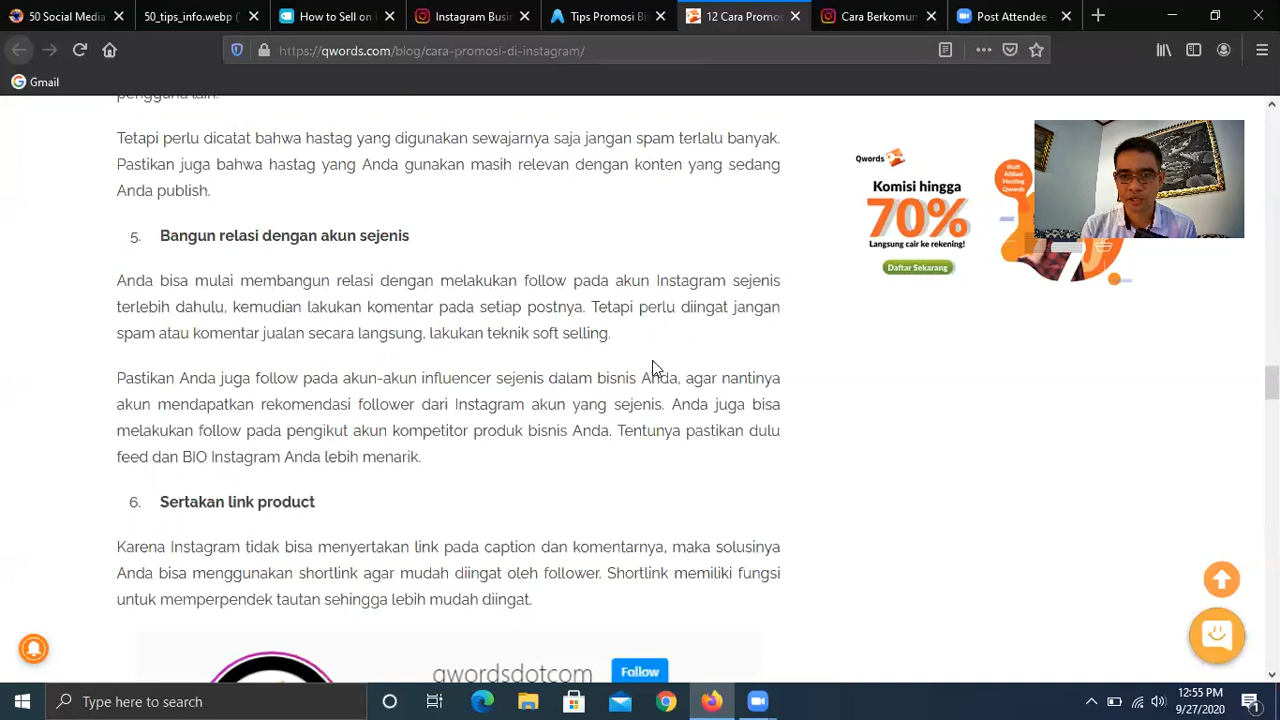 50 Social Media
50_tips_info.webp (
How to Sell on
Instagram Busi
Tips Promosi Bi
12 Cara Promos
Cara Berkomun
Post Attendee -
https://qwords.com/blog/cara-promosi-di-instagram/
Gmail
pengguna lain.
Tetapi perlu dicatat bahwa hastag yang digunakan sewajarnya saja jangan spam terlalu banyak.
Pastikan juga bahwa hastag yang Anda gunakan masih relevan dengan konten yang sedang
Anda publish.
5. Bangun relasi dengan akun sejenis
Anda bisa mulai membangun relasi dengan melakukan follow pada akun Instagram sejenis
terlebih dahulu, kemudian lakukan komentar pada setiap postnya. Tetapi perlu diingat jangan
spam atau komentar jualan secara langsung, lakukan teknik soft selling.
Pastikan Anda juga follow pada akun-akun influencer sejenis dalam bisnis Anda, agar nantinya
akun mendapatkan rekomendasi follower dari Instagram akun yang sejenis. Anda juga bisa
melakukan follow pada pengikut akun kompetitor produk bisnis Anda. Tentunya pastikan dulu
feed dan BIO Instagram Anda lebih menarik.
6. Sertakan link product
Karena Instagram tidak bisa menyertakan link pada caption dan komentarnya, maka solusinya
Anda bisa menggunakan shortlink agar mudah diingat oleh follower. Shortlink memiliki fungsi
untuk memperpendek tautan sehingga lebih mudah diingat.
qwordsdotcom
Follow
Qwords
Komisi hingga
70%
Langsung cair ke rekening!
Daftar Sekarang
Ikuti
Afiliasi
Hosting
Qwords
Type here to search
12:55 PM
9/27/2020
1